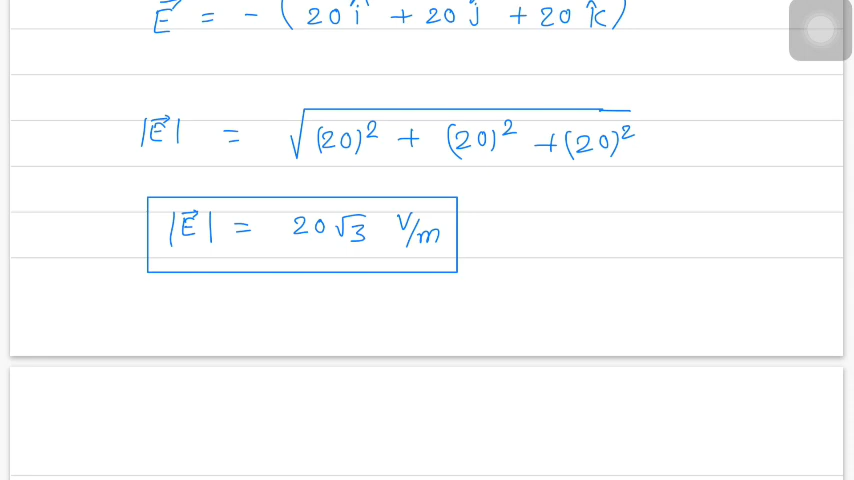 E⃗ = - (20 î + 20 ĵ + 20 k̂)
|E⃗| = √(20)² + (20)² + (20)²
|E⃗| = 20√3 V/m